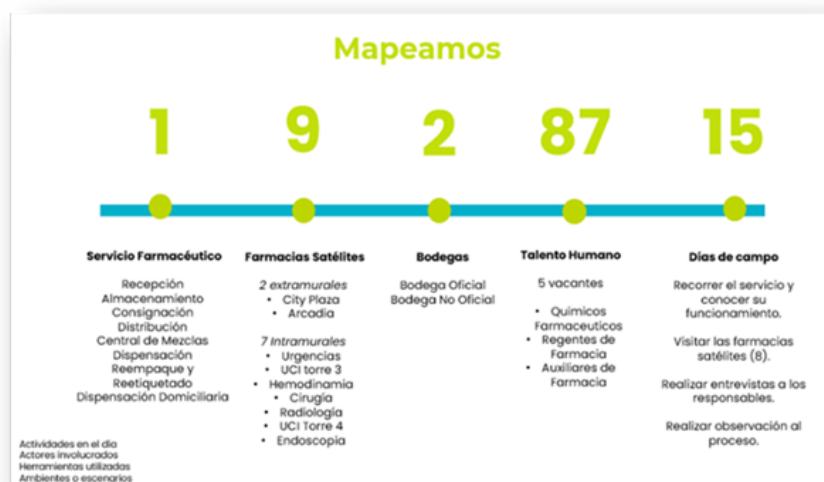 Mapeamos
1
9
2
87
15
Servicio Farmacéutico
Recepción
Almacenamiento
Consignación
Distribución
Central de Mezclas
Dispensación
Reempaque y
Reetiquetado
Dispensación Domiciliaria
Farmacias Satélites
2 extramurales
• City Plaza
• Arcadia
7 Intramurales
• Urgencias
• UCI torre 3
• Hemodinamia
• Cirugía
• Radiología
• UCI Torre 4
• Endoscopia
Bodegas
Bodega Oficial
Bodega No Oficial
Talento Humano
5 vacantes
• Químicos
Farmaceuticos
• Regentes de
Farmacia
• Auxiliares de
Farmacia
Días de campo
Recorrer el servicio y
conocer su
funcionamiento.
Visitar las farmacias
satélites (8).
Realizar entrevistas a los
responsables.
Realizar observación al
proceso.
Actividades en el día
Actores involucrados
Herramientas utilizadas
Ambientes o escenarios